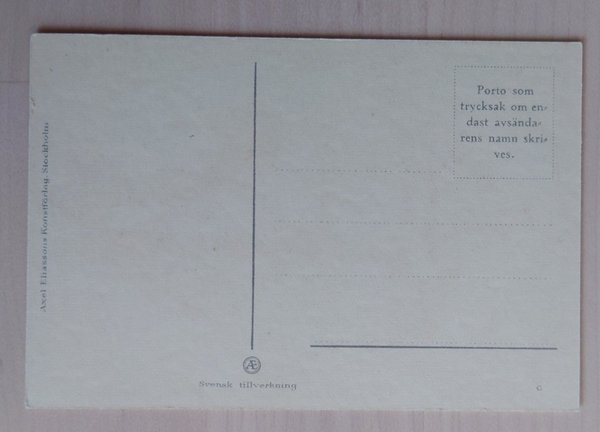 Axel Eliassons Konstförlag, Stockholm
Porto som
trycksak om en-
dast avsända-
rens namn skri-
ves.
Æ
Svensk tillverkning